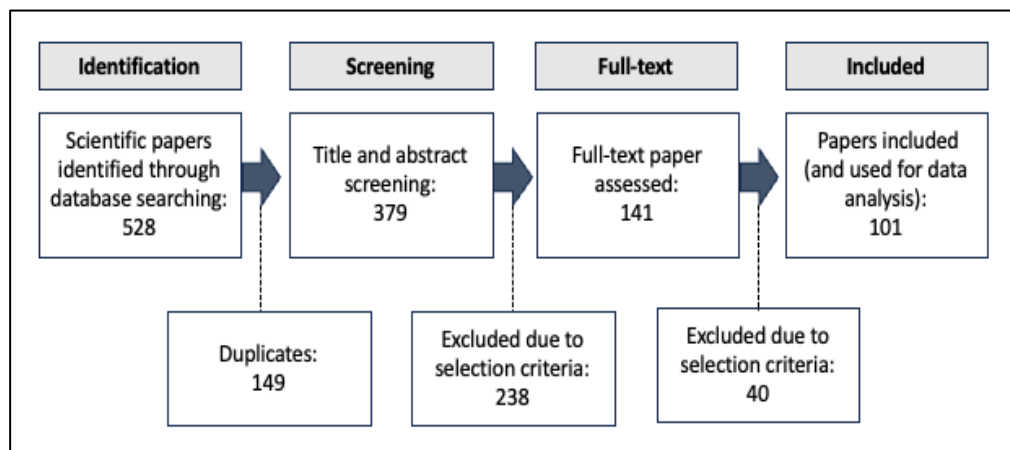 Identification
Screening
Full-text
Included
Scientific papers
identified through
database searching:
528
Title and abstract
screening:
379
Full-text paper
assessed:
141
Papers included
(and used for data
analysis):
101
Duplicates:
149
Excluded due to
selection criteria:
238
Excluded due to
selection criteria:
40